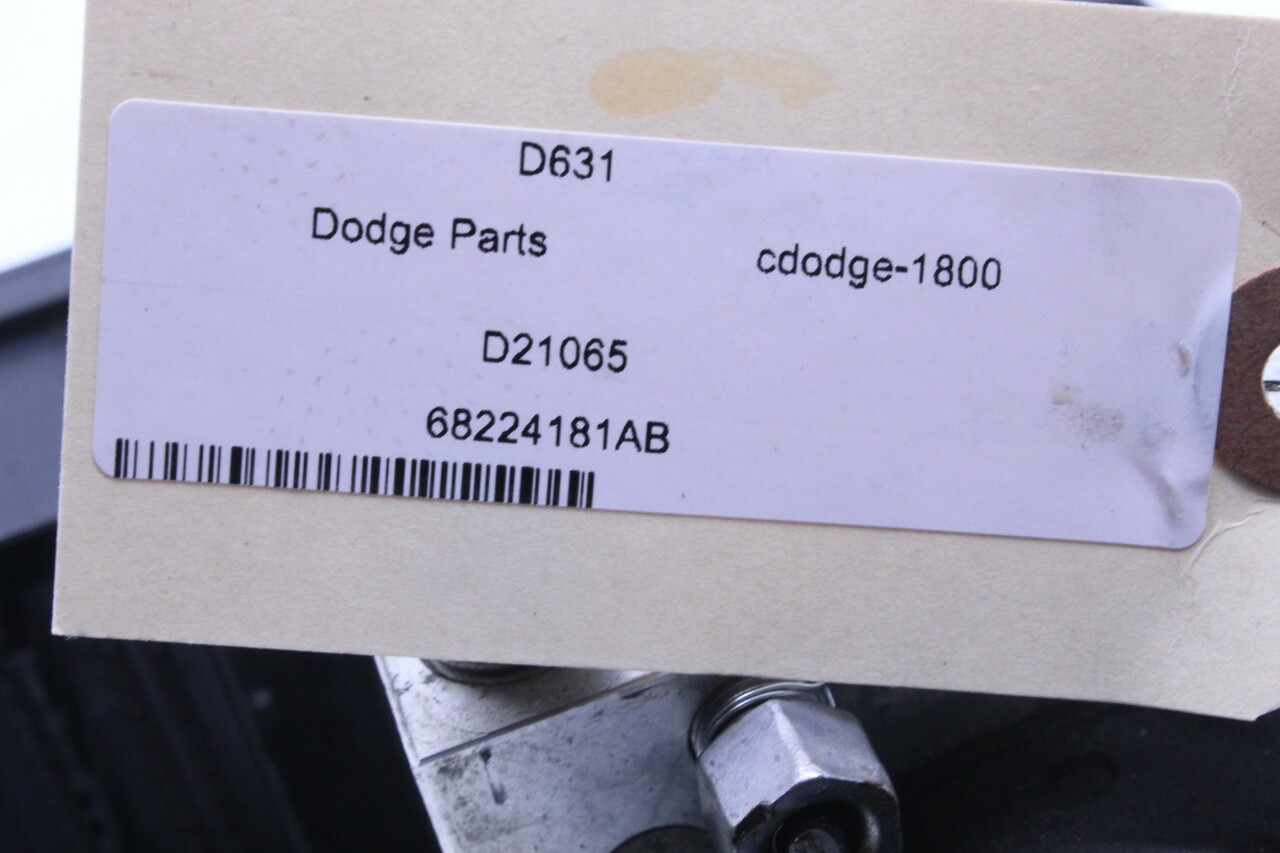 D631
Dodge Parts
cdodge-1800
D21065
68224181AB